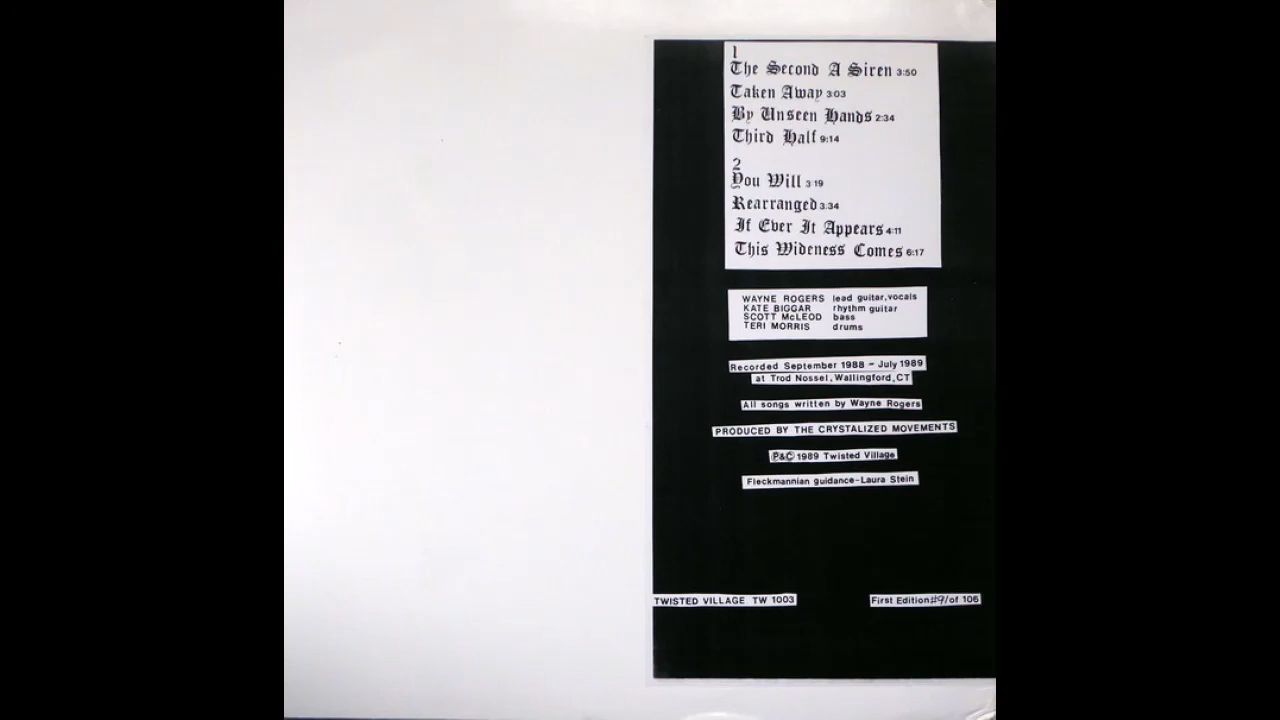 1
The Second A Siren 3:50
Taken Away 3:03
By Unseen Hands 2:34
Third Half 9:14
2
You Will 3:19
Rearranged 3:34
If Ever It Appears 4:11
This Wideness Comes 6:17
WAYNE ROGERS lead guitar, vocals
KATE BIGGAR rhythm guitar
SCOTT McLEOD bass
TERI MORRIS drums
Recorded September 1988 - July 1989
at Trod Nossel, Wallingford, CT
All songs written by Wayne Rogers
PRODUCED BY THE CRYSTALIZED MOVEMENTS
P&C 1989 Twisted Village
Fleckmannian guidance-Laura Stein
TWISTED VILLAGE TW 1003
First Edition #9/of 106